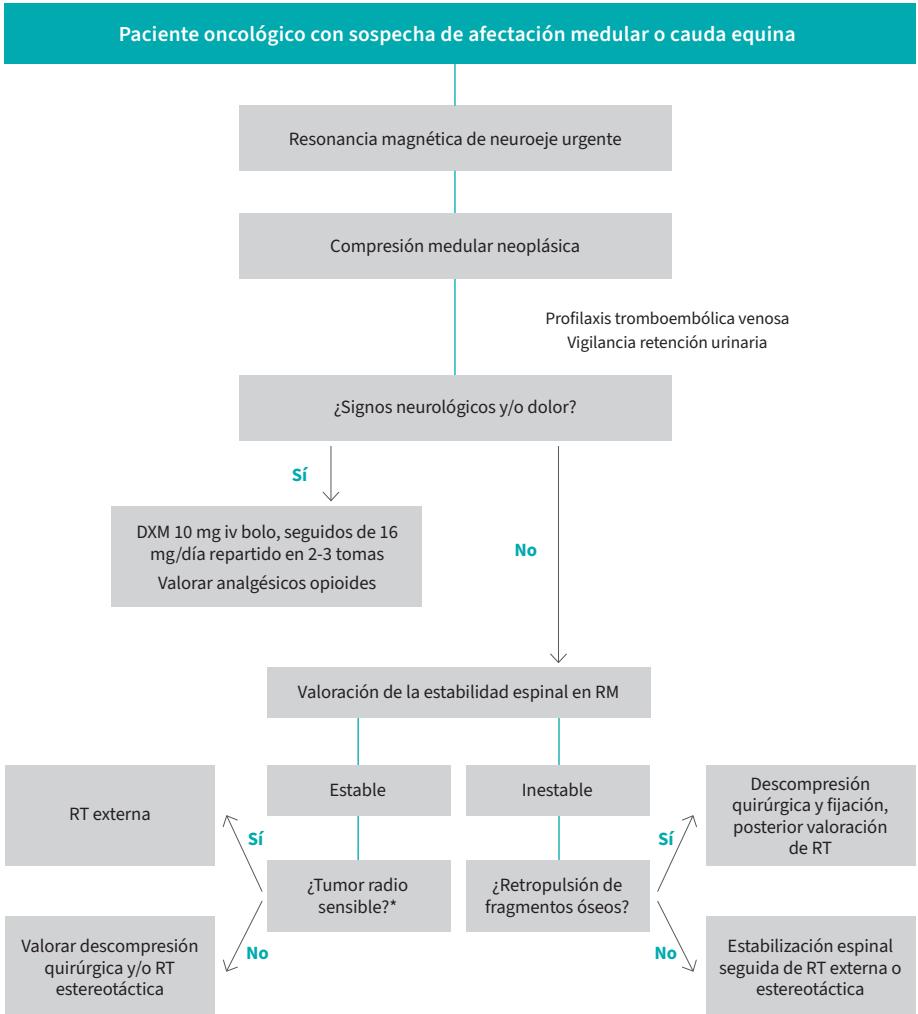 Paciente oncológico con sospecha de afectación medular o cauda equina
Resonancia magnética de neuroeje urgente
Compresión medular neoplásica
Profilaxis tromboembólica venosa
Vigilancia retención urinaria
¿Signos neurológicos y/o dolor?
Sí
DXM 10 mg iv bolo, seguidos de 16
mg/día repartido en 2-3 tomas
Valorar analgésicos opioides
No
Valoración de la estabilidad espinal en RM
Estable
Inestable
RT externa
Sí
¿Tumor radio
sensible?*
No
Valorar descompresión
quirúrgica y/o RT
estereotáctica
¿Retropulsión de
fragmentos óseos?
Sí
Descompresión
quirúrgica y fijación,
posterior valoración
de RT
No
Estabilización espinal
seguida de RT externa o
estereotáctica